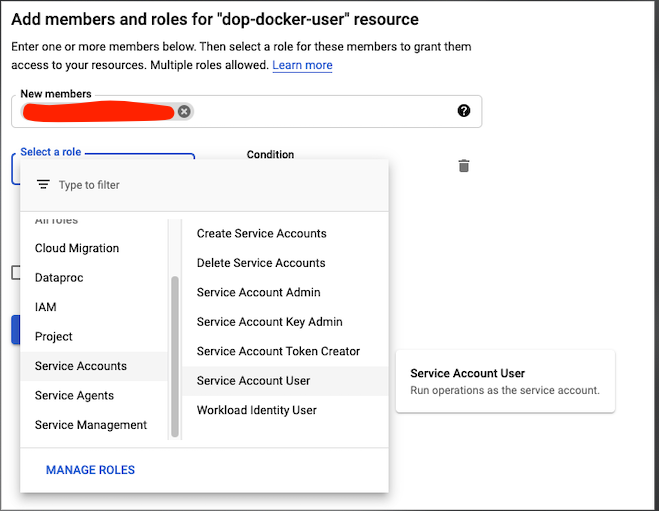 Add members and roles for "dop-docker-user" resource
Enter one or more members below. Then select a role for these members to grant them
access to your resources. Multiple roles allowed. Learn more
New members
Select a role
Condition
Type to filter
All roles
Cloud Migration
Dataproc
IAM
Project
Service Accounts
Service Agents
Service Management
Create Service Accounts
Delete Service Accounts
Service Account Admin
Service Account Key Admin
Service Account Token Creator
Service Account User
Workload Identity User
Service Account User
Run operations as the service account.
MANAGE ROLES